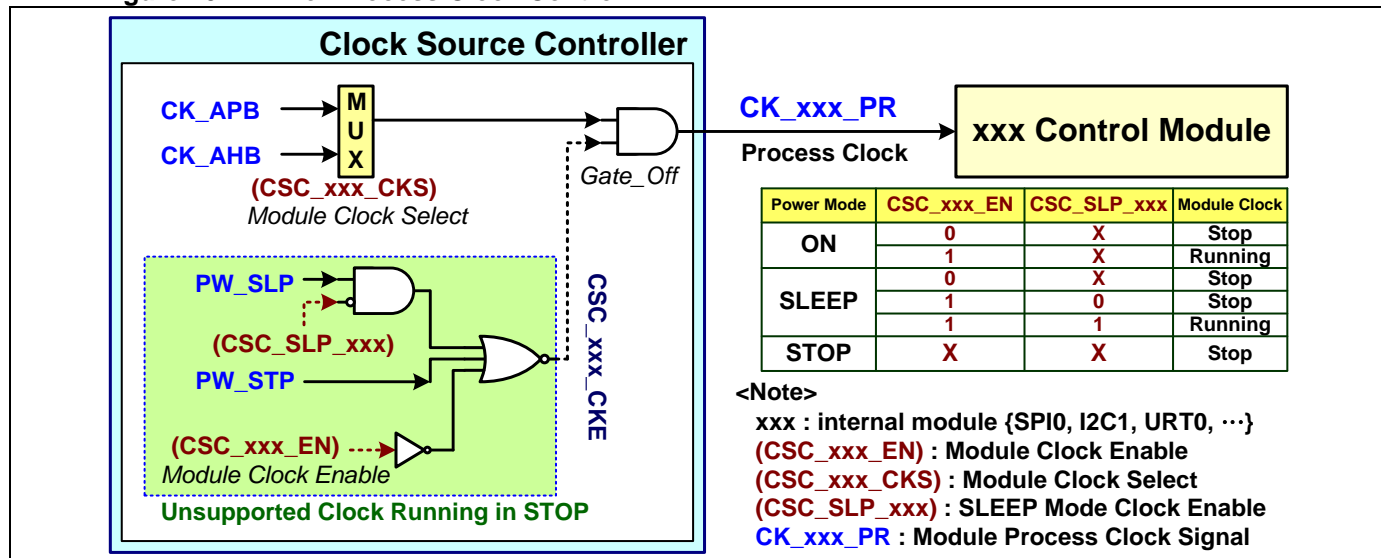 Clock Source Controller
CK_APB
CK_AHB
M
U
X
(CSC_xxx_CKS)
Module Clock Select
Gate_Off
PW_SLP
(CSC_SLP_xxx)
PW_STP
(CSC_xxx_EN)
Module Clock Enable
Unsupported Clock Running in STOP
CSC_xxx_CKE
CK_xxx_PR
Process Clock
xxx Control Module
Power Mode CSC_xxx_EN CSC_SLP_xxx Module Clock
ON 0 X Stop
1 X Running
SLEEP 0 X Stop
1 0 Stop
1 1 Running
STOP X X Stop
<Note>
xxx : internal module {SPI0, I2C1, URT0, ⋯}
(CSC_xxx_EN) : Module Clock Enable
(CSC_xxx_CKS) : Module Clock Select
(CSC_SLP_xxx) : SLEEP Mode Clock Enable
CK_xxx_PR : Module Process Clock Signal